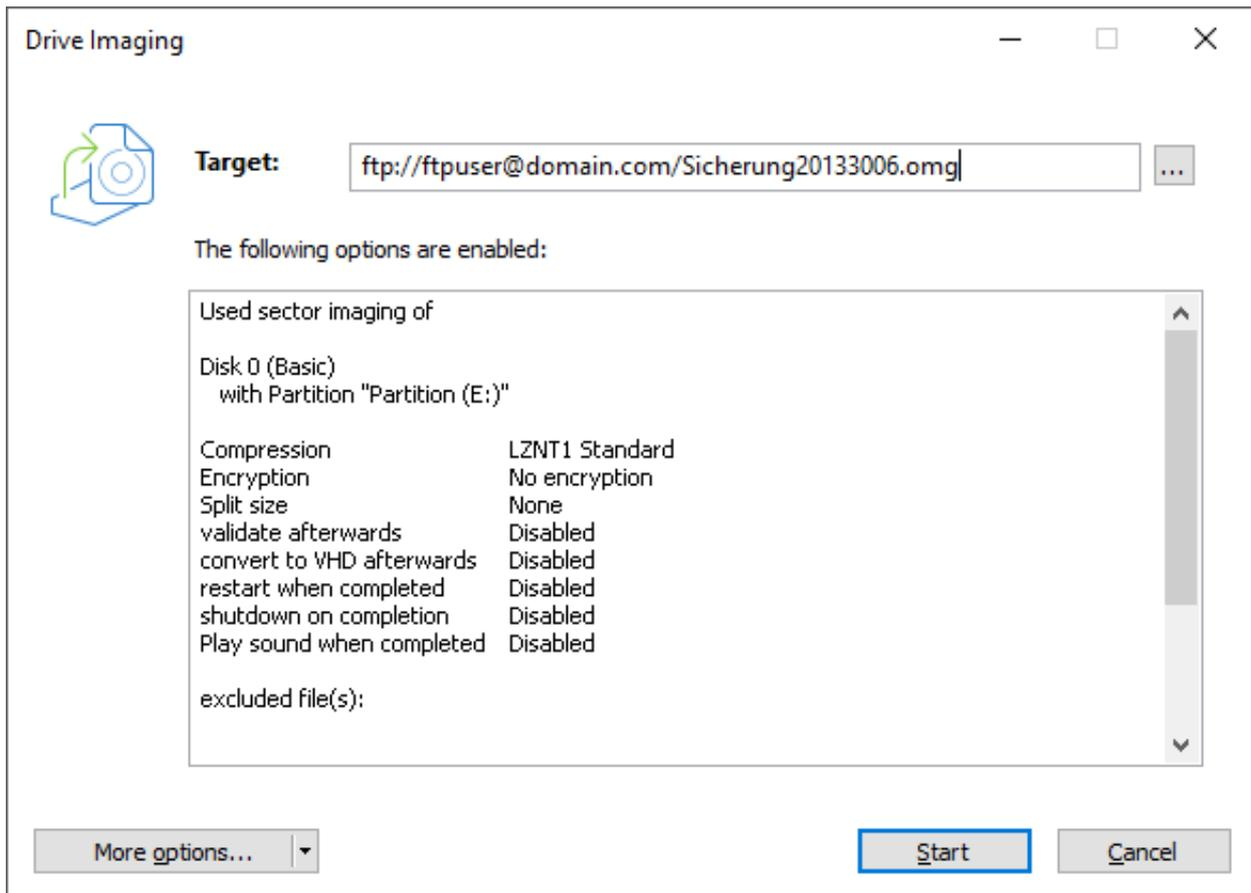 Drive Imaging
Target: ftp://ftpuser@domain.com/Sicherung20133006.omg ...
The following options are enabled:
Used sector imaging of
Disk 0 (Basic)
with Partition "Partition (E:)"
Compression LZNT1 Standard
Encryption No encryption
Split size None
validate afterwards Disabled
convert to VHD afterwards Disabled
restart when completed Disabled
shutdown on completion Disabled
Play sound when completed Disabled
excluded file(s):
More options... Start Cancel